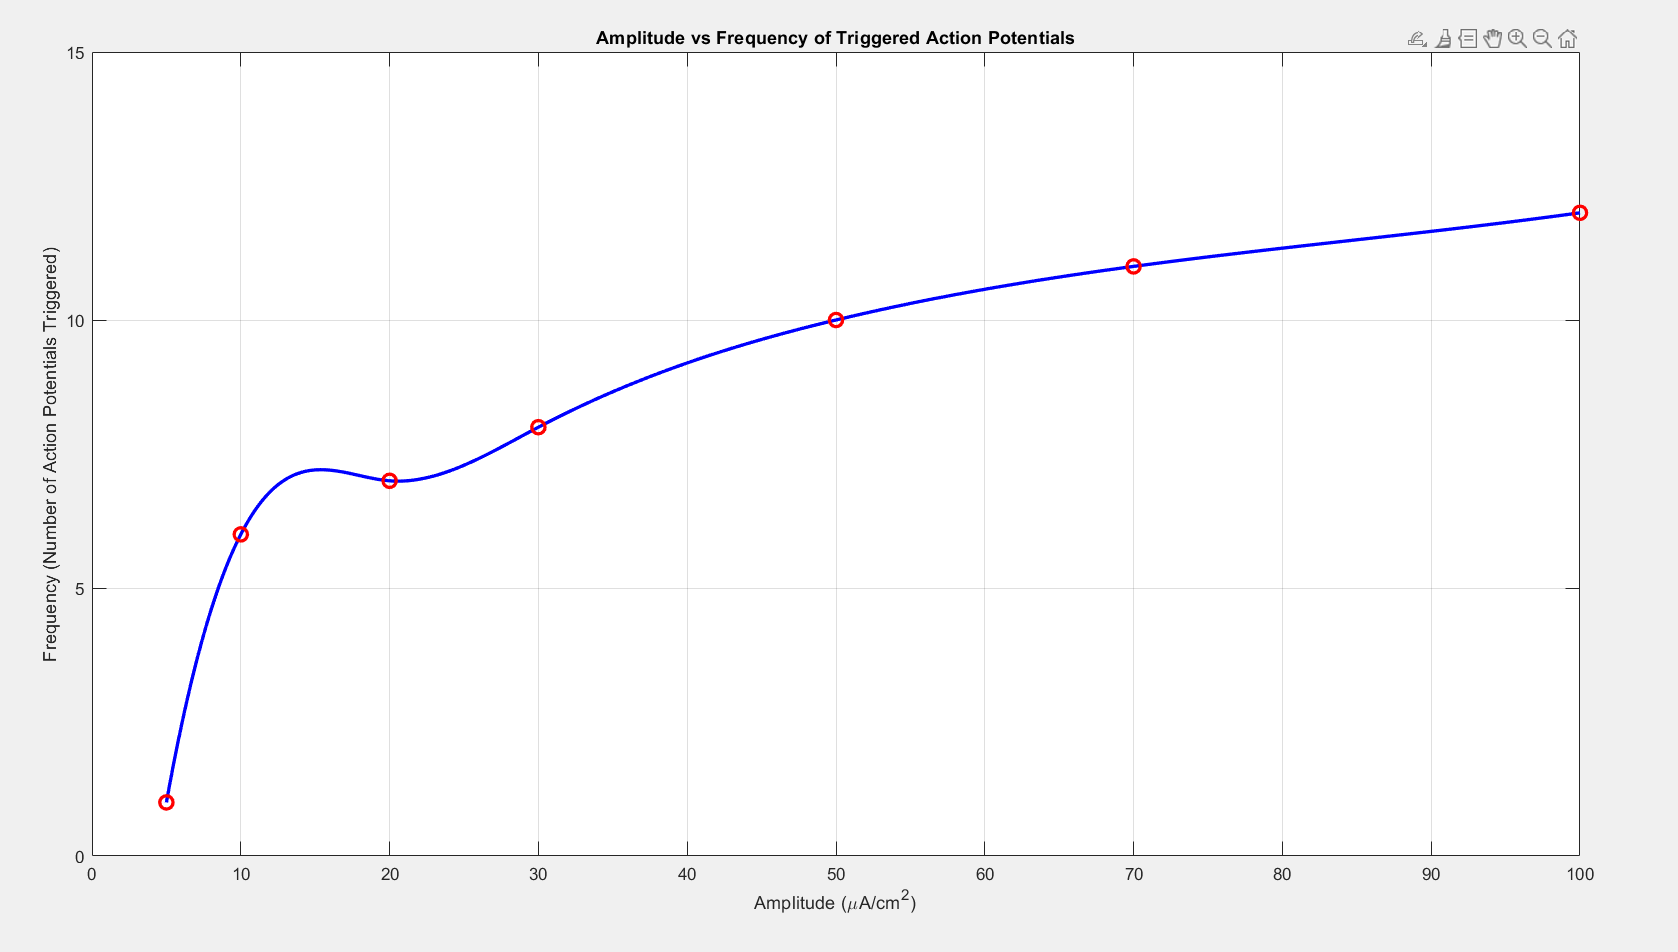 Amplitude vs Frequency of Triggered Action Potentials
15
10
5
0
Frequency (Number of Action Potentials Triggered)
0 10 20 30 40 50 60 70 80 90 100
Amplitude (μA/cm²)